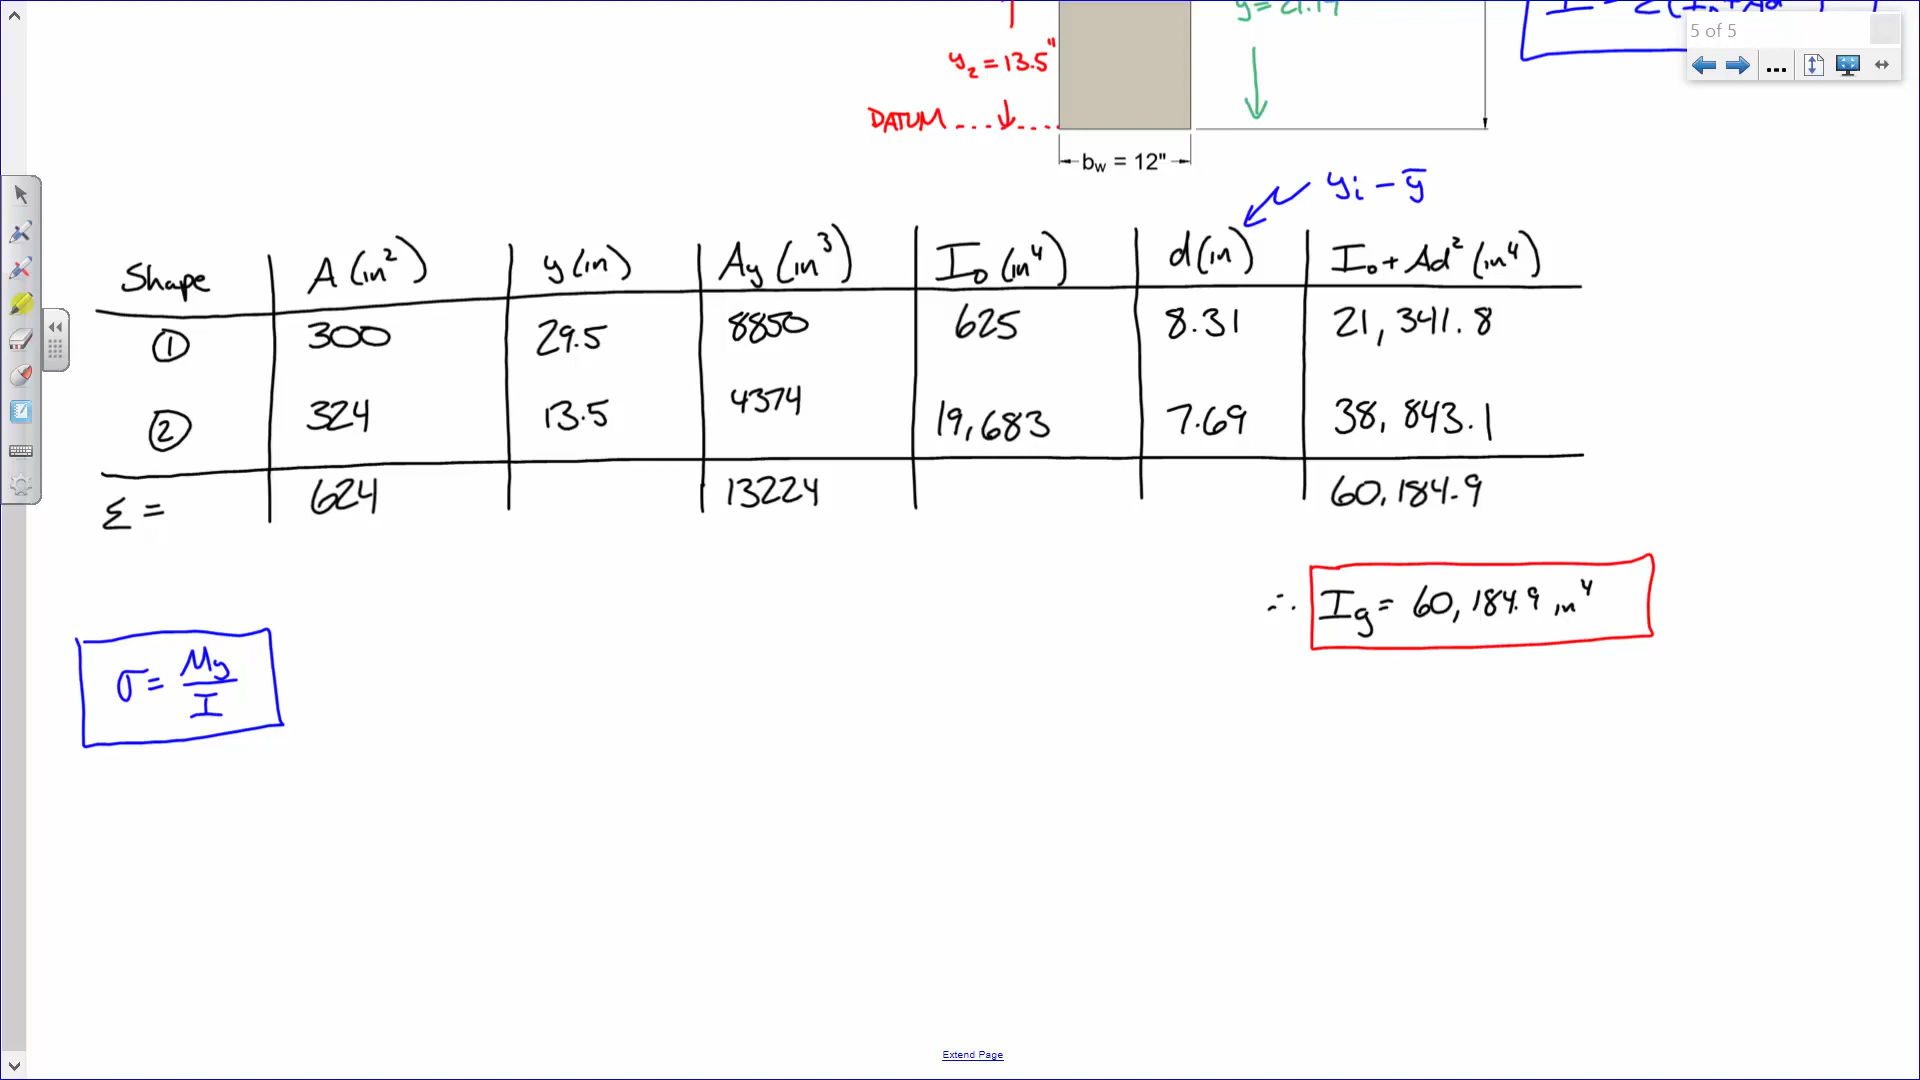 5 of 5
y₂ = 13.5"
DATUM
b_w = 12"
yᵢ - ȳ
Shape A (in²) y (in) Ay (in³) I₀ (in⁴) d (in) I₀ + Ad² (in⁴)
① 300 29.5 8850 625 8.31 21,341.8
② 324 13.5 4374 19,683 7.69 38,843.1
Σ = 624 13224 60,184.9
∴ I_g = 60,184.9 in⁴
σ = My/I
Extend Page